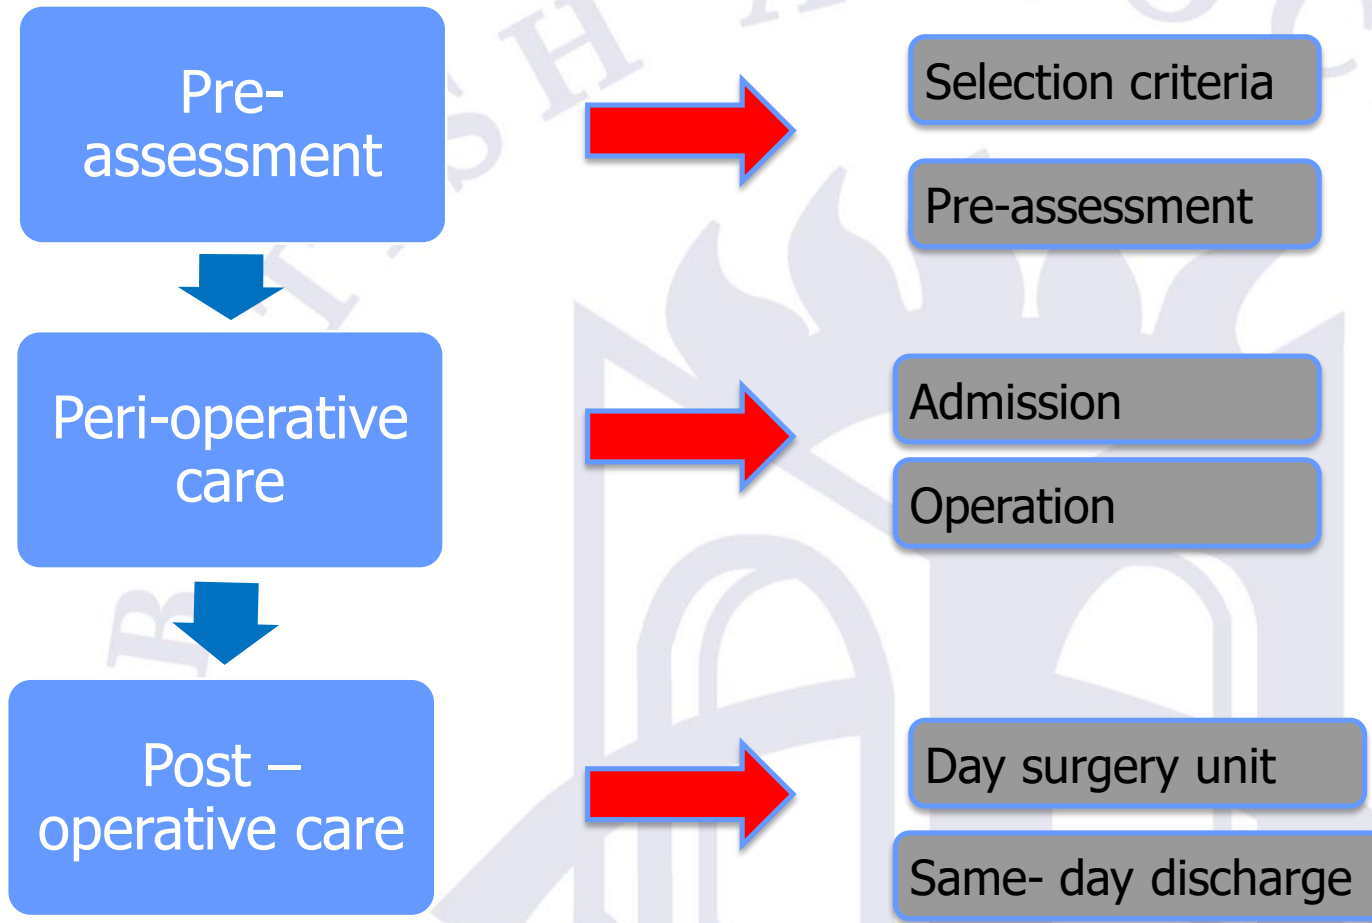 Pre-
assessment
Selection criteria
Pre-assessment
Peri-operative
care
Admission
Operation
Post –
operative care
Day surgery unit
Same- day discharge